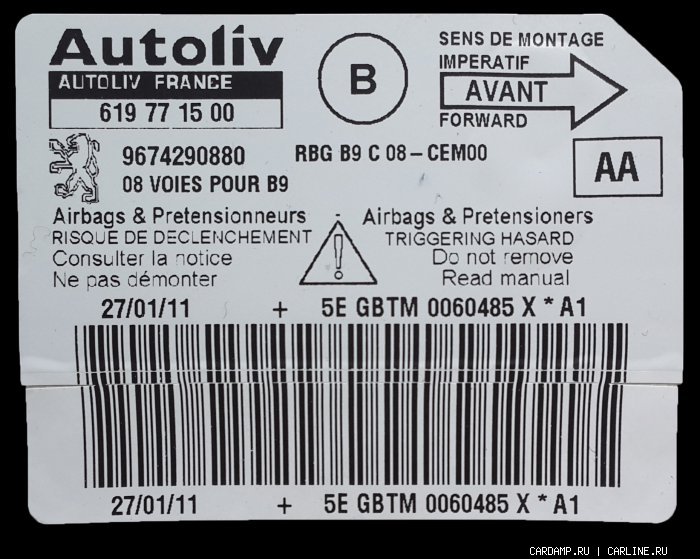 Autoliv
AUTOLIV FRANCE
619 77 15 00
B
SENS DE MONTAGE
IMPERATIF
AVANT
FORWARD
9674290880
RBG B9 C 08-CEM00
08 VOIES POUR B9
AA
Airbags & Pretensionneurs
RISQUE DE DECLENCHEMENT
Consulter la notice
Ne pas démonter
!
Airbags & Pretensioners
TRIGGERING HASARD
Do not remove
Read manual
27/01/11 + 5E GBTM 0060485 X * A1
27/01/11 + 5E GBTM 0060485 X * A1
CARDAMP.RU | CARLINE.RU